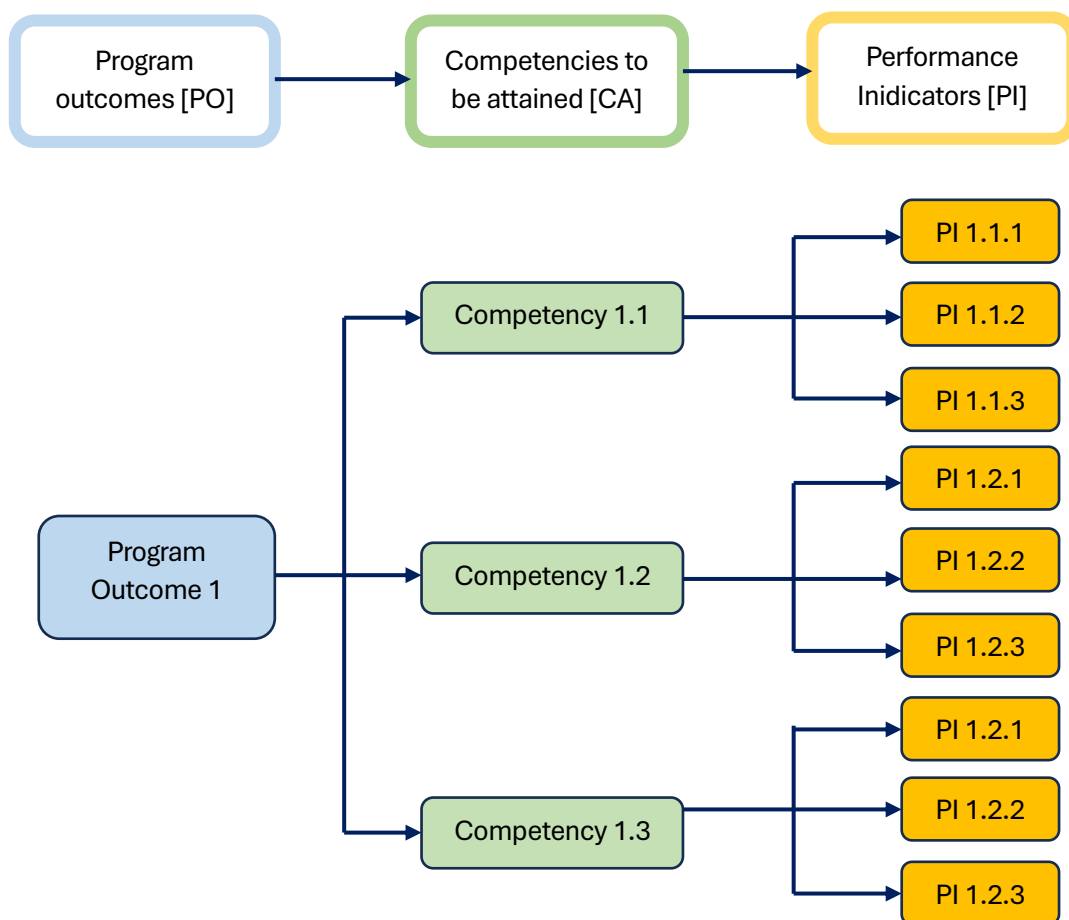 Program
outcomes [PO]
Competencies to
be attained [CA]
Performance
Inidicators [PI]
PI 1.1.1
Competency 1.1
PI 1.1.2
PI 1.1.3
PI 1.2.1
Program
Outcome 1
Competency 1.2
PI 1.2.2
PI 1.2.3
PI 1.2.1
Competency 1.3
PI 1.2.2
PI 1.2.3